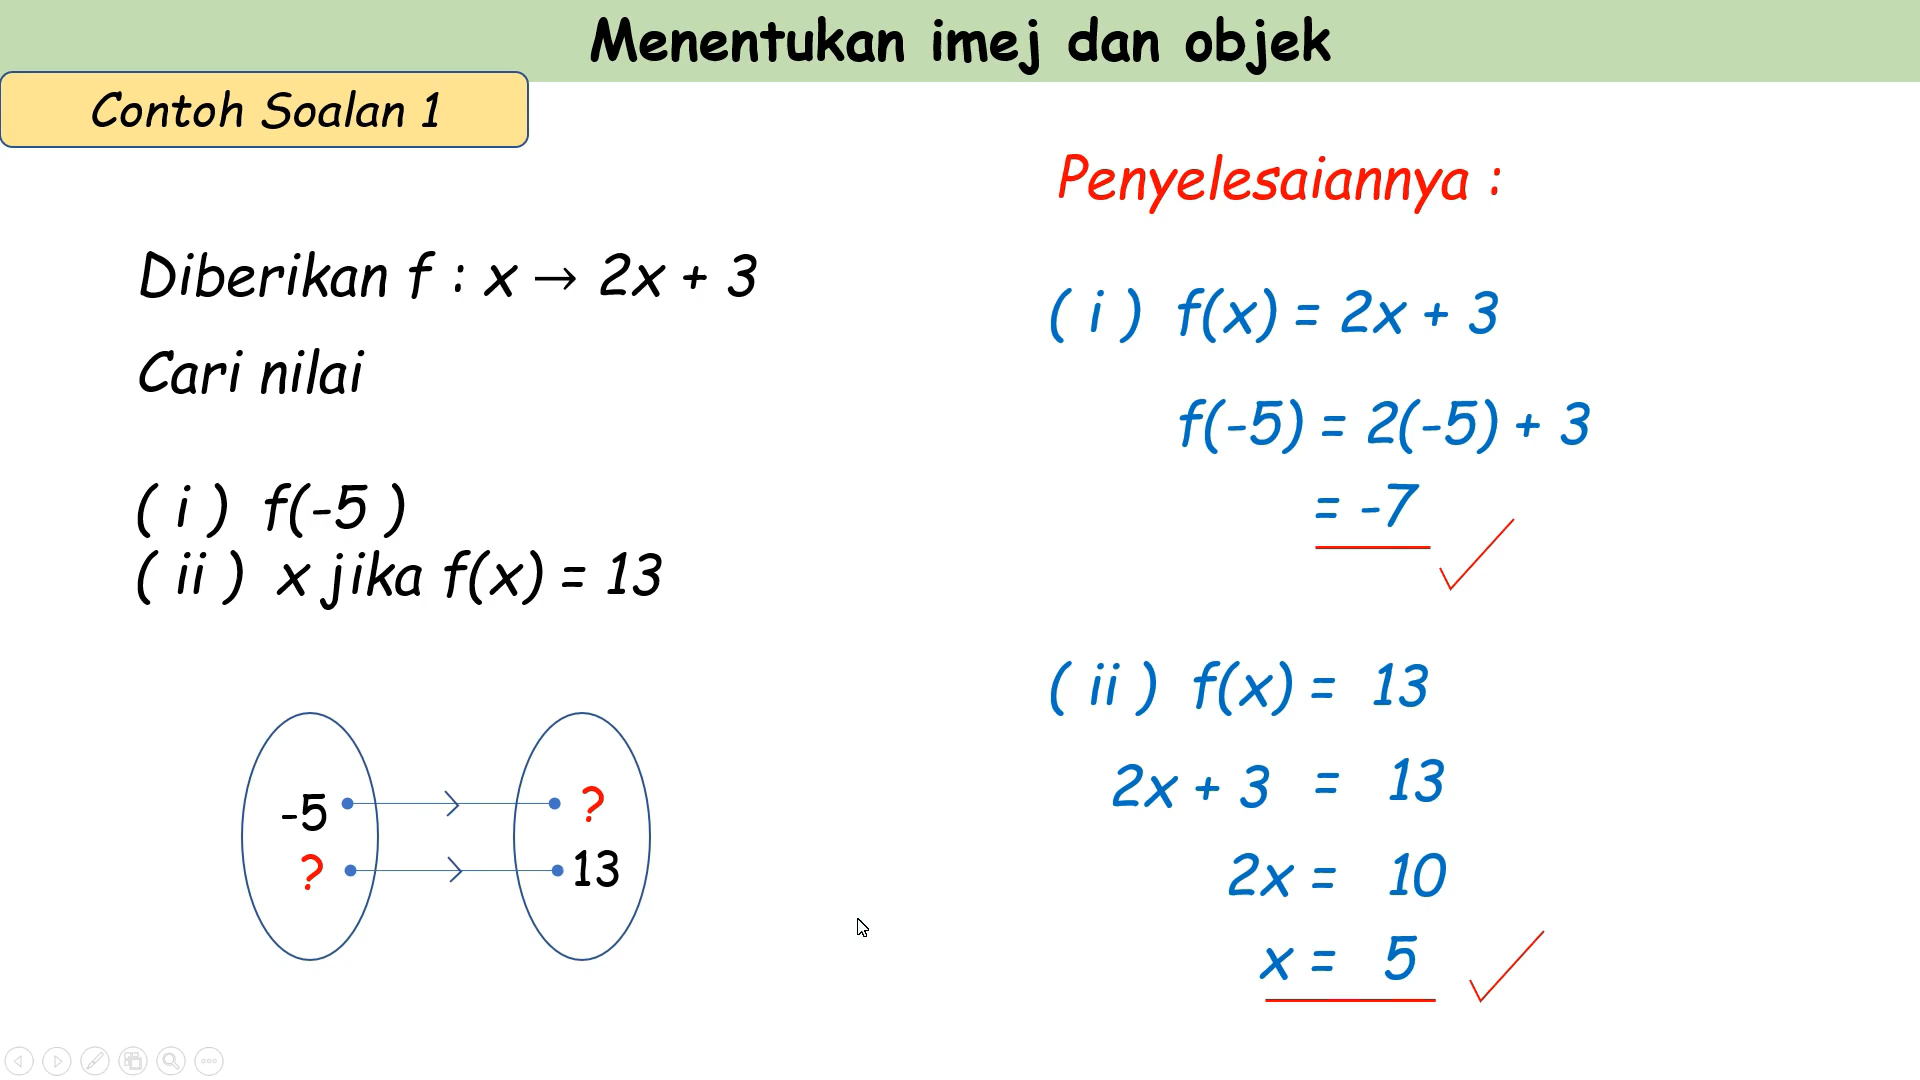 Menentukan imej dan objek
Contoh Soalan 1
Diberikan f : x → 2x + 3
Cari nilai
( i ) f(-5 )
( ii ) x jika f(x) = 13
-5
?
?
13
Penyelesaiannya :
( i ) f(x) = 2x + 3
f(-5) = 2(-5) + 3
= -7
( ii ) f(x) = 13
2x + 3 = 13
2x = 10
x = 5